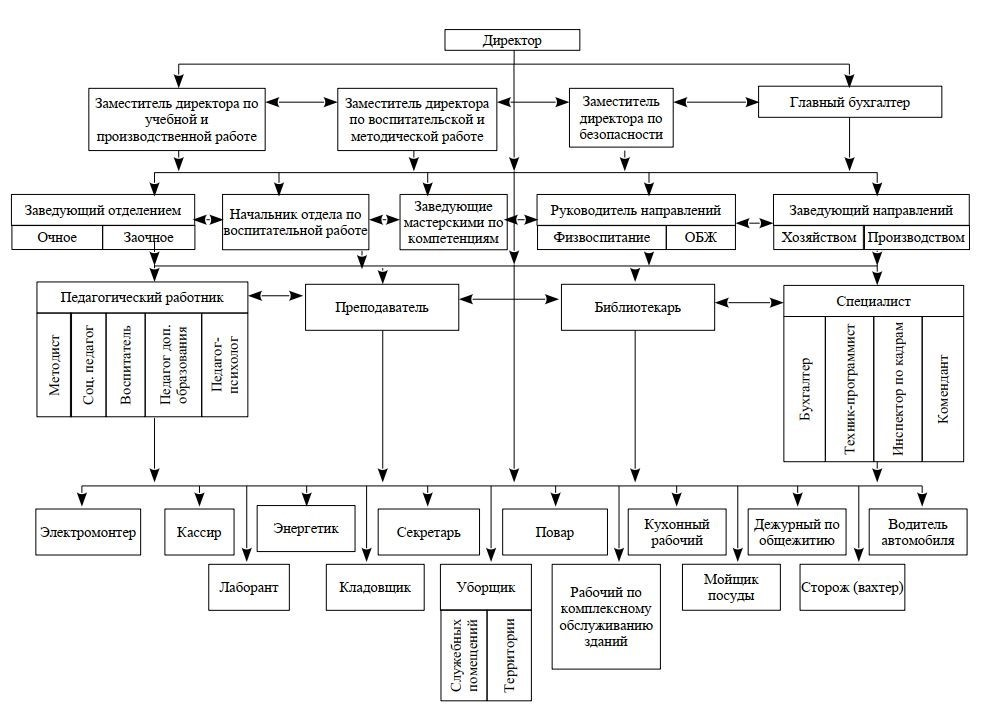 Директор
Заместитель директора по
учебной и
производственной работе
Заместитель директора
по воспитательской и
методической работе
Заместитель
директора по
безопасности
Главный бухгалтер
Заведующий отделением
Очное
Заочное
Начальник отдела по
воспитательной работе
Заведующие
мастерскими по
компетенциям
Руководитель направлений
Физвоспитание
ОБЖ
Заведующий направлений
Хозяйством
Производством
Педагогический работник
Методист
Соц. педагог
Воспитатель
Педагог доп.
образования
Педагог-
психолог
Преподаватель
Библиотекарь
Специалист
Бухгалтер
Техник-программист
Инспектор по кадрам
Комендант
Электромонтер
Кассир
Энергетик
Секретарь
Повар
Кухонный
рабочий
Дежурный по
общежитию
Водитель
автомобиля
Лаборант
Кладовщик
Уборщик
Служебных
помещений
Территории
Рабочий по
комплексному
обслуживанию
зданий
Мойщик
посуды
Сторож (вахтер)